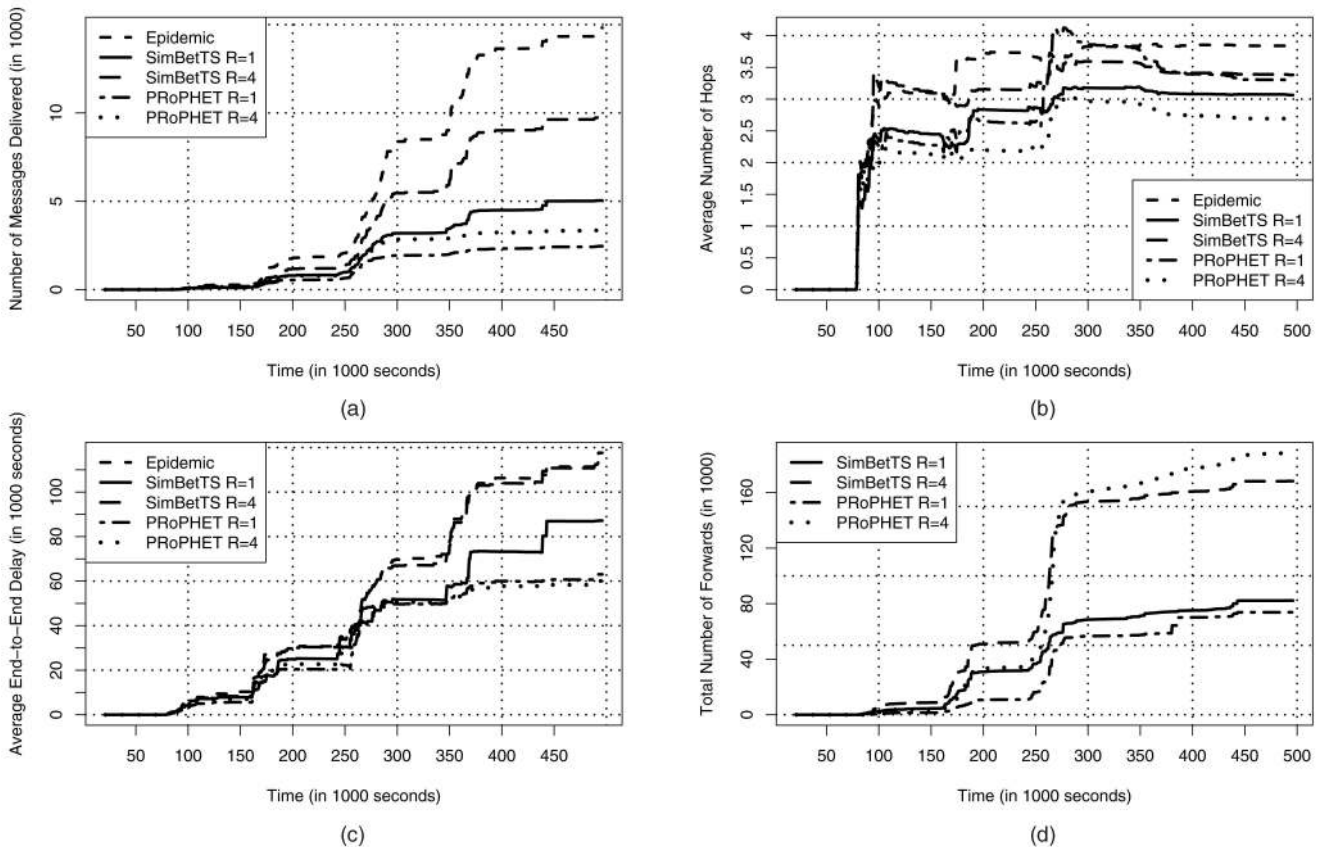 Number of Messages Delivered (in 1000)
0 5 10
Epidemic
SimBetTS R=1
SimBetTS R=4
PRoPHET R=1
PRoPHET R=4
50 100 150 200 250 300 350 400 450
Time (in 1000 seconds)
(a)
Average Number of Hops
0 0.5 1 1.5 2 2.5 3 3.5 4
Epidemic
SimBetTS R=1
SimBetTS R=4
PRoPHET R=1
PRoPHET R=4
50 100 150 200 250 300 350 400 450 500
Time (in 1000 seconds)
(b)
Average End-to-End Delay (in 1000 seconds)
0 20 40 60 80 100
Epidemic
SimBetTS R=1
SimBetTS R=4
PRoPHET R=1
PRoPHET R=4
50 100 150 200 250 300 350 400 450
Time (in 1000 seconds)
(c)
Total Number of Forwards (in 1000)
0 40 80 120 160
SimBetTS R=1
SimBetTS R=4
PRoPHET R=1
PRoPHET R=4
50 100 150 200 250 300 350 400 450 500
Time (in 1000 seconds)
(d)